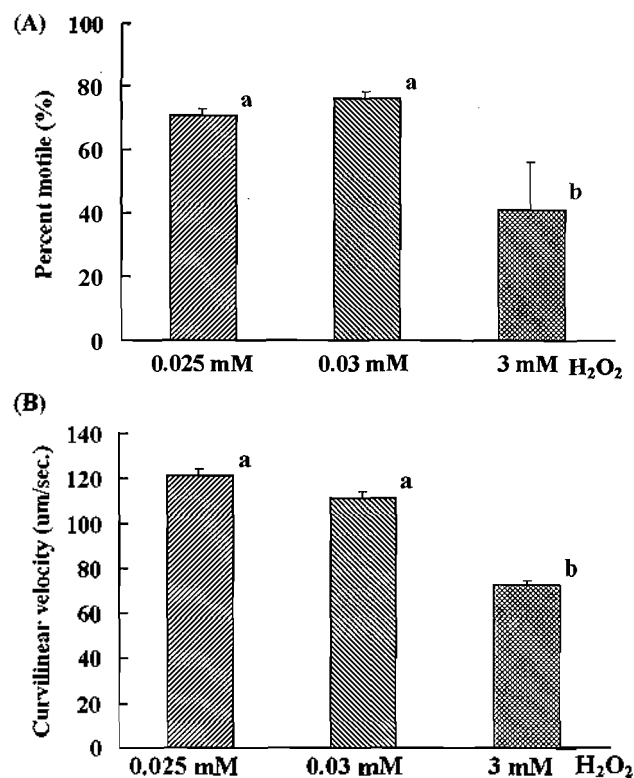 (A)
Percent motile (%)
100
80
60
40
20
0
a
a
b
0.025 mM 0.03 mM 3 mM H₂O₂
(B)
Curvilinear velocity (um/sec.)
140
120
100
80
60
40
20
0
a
a
b
0.025 mM 0.03 mM 3 mM H₂O₂